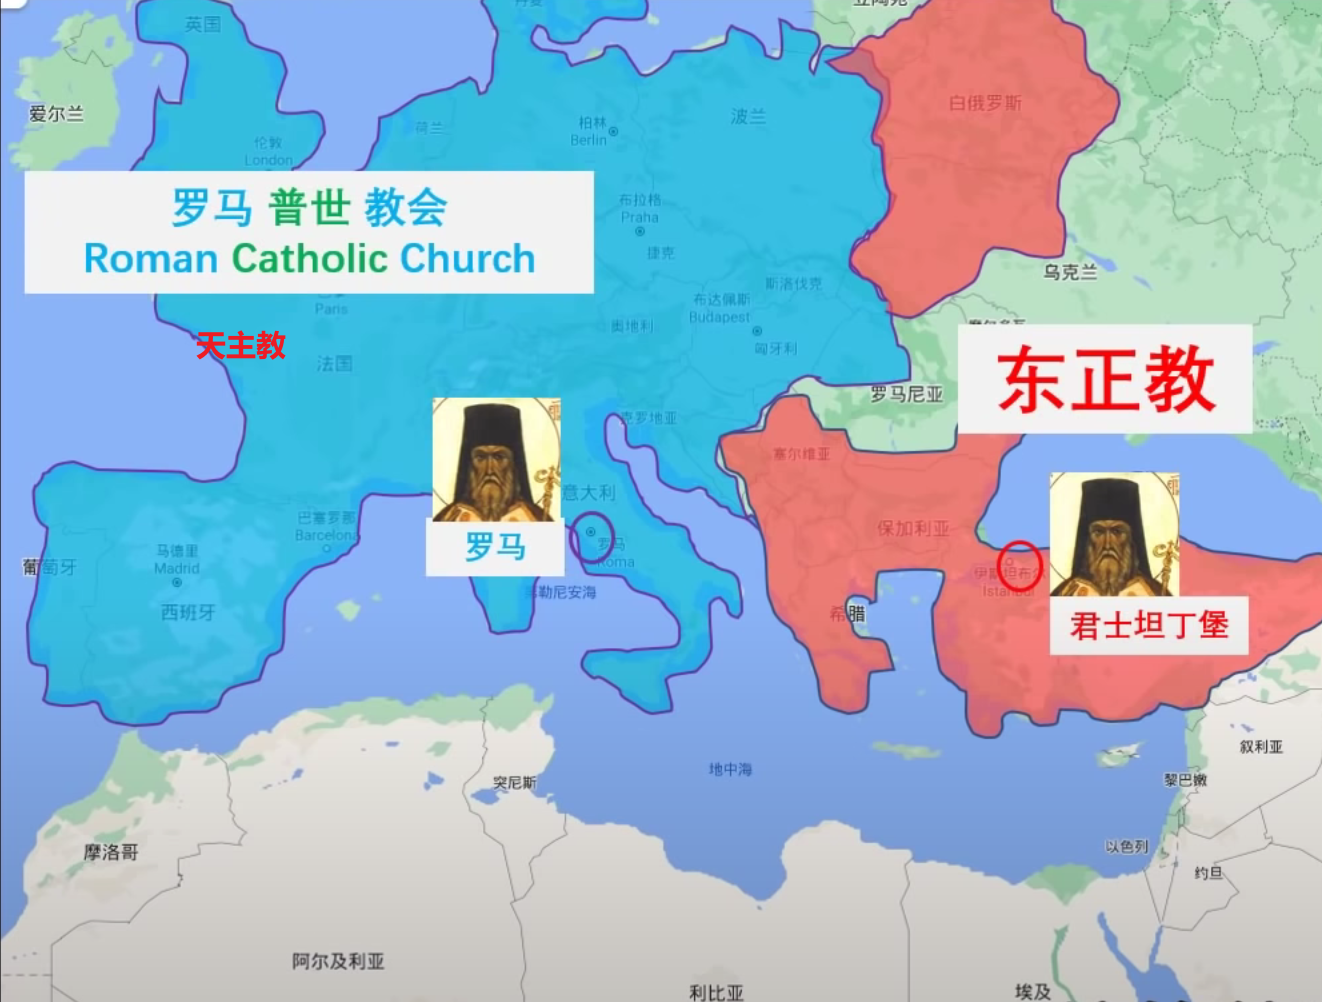 立陶宛
丹麦
英国
爱尔兰
荷兰
柏林
Berlin
波兰
白俄罗斯
伦敦
London
罗马 普世 教会
Roman Catholic Church
布拉格
Praha
捷克
斯洛伐克
乌克兰
Paris
布达佩斯
Budapest
奥地利
匈牙利
天主教
法国
罗马尼亚
东正教
克罗地亚
塞尔维亚
意大利
巴塞罗那
Barcelona
保加利亚
罗马
罗马
Roma
葡萄牙
马德里
Madrid
西班牙
第勒尼安海
伊斯坦布尔
Istanbul
希腊
君士坦丁堡
地中海
突尼斯
叙利亚
黎巴嫩
摩洛哥
以色列
约旦
阿尔及利亚
利比亚
埃及